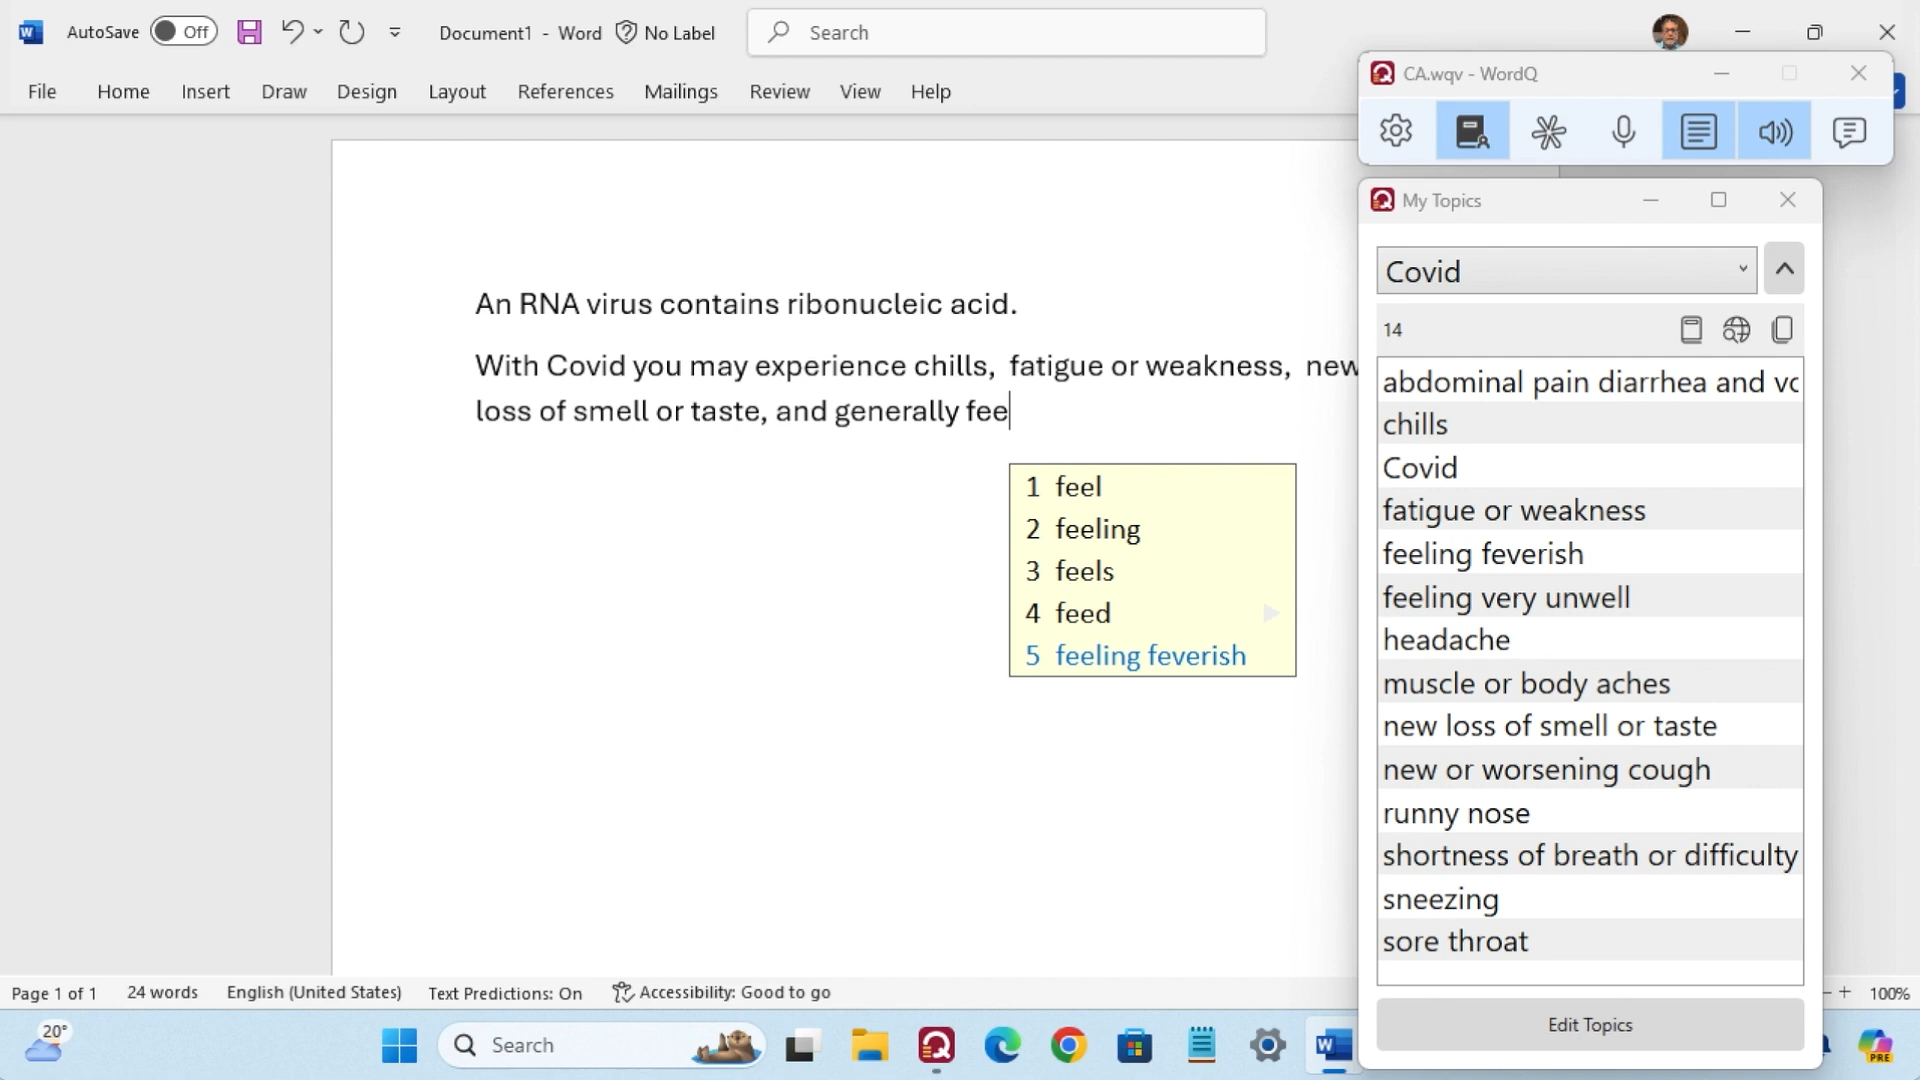 AutoSave Off Document1 - Word No Label Search
File Home Insert Draw Design Layout References Mailings Review View Help
CA.wqv - WordQ
My Topics
Covid
14
abdominal pain diarrhea and vo
chills
Covid
fatigue or weakness
feeling feverish
feeling very unwell
headache
muscle or body aches
new loss of smell or taste
new or worsening cough
runny nose
shortness of breath or difficulty
sneezing
sore throat
Edit Topics
An RNA virus contains ribonucleic acid.
With Covid you may experience chills,  fatigue or weakness,  new
loss of smell or taste, and generally fee
1 feel
2 feeling
3 feels
4 feed
5 feeling feverish
Page 1 of 1 24 words English (United States) Text Predictions: On Accessibility: Good to go 100%
20° Search PRE